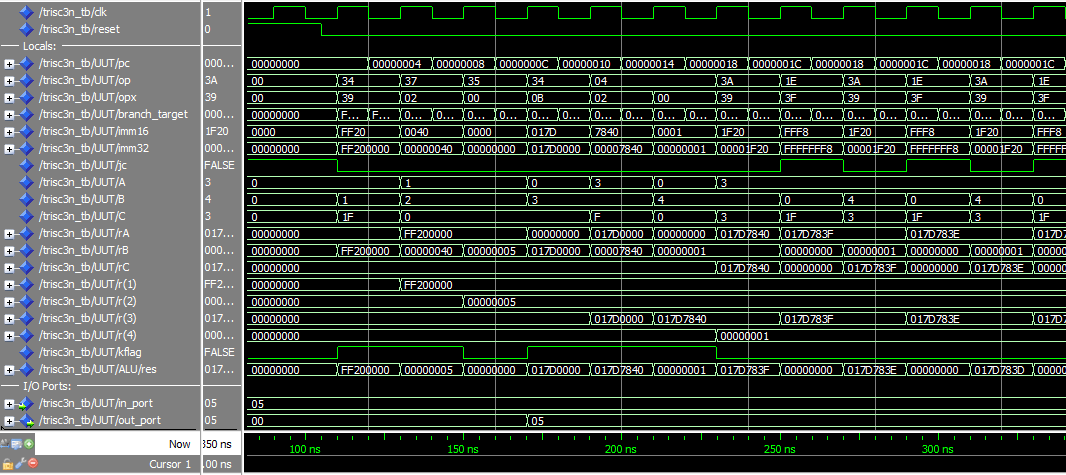 /trisc3n_tb/clk 1
/trisc3n_tb/reset 0
Locals:
/trisc3n_tb/UUT/pc 000... 00000000 00000004 00000008 0000000C 00000010 00000014 00000018 0000001C 00000018 0000001C 00000018 0000001C
/trisc3n_tb/UUT/op 3A 00 34 37 35 34 04 3A 1E 3A 1E 3A 1E
/trisc3n_tb/UUT/opx 39 00 39 02 00 0B 02 00 39 3F 39 3F 39 3F
/trisc3n_tb/UUT/branch_target 000... 00000000 F... F... 0... 0... 0... 0... 0... 0... 0... 0... 0... 0... 0... 0... 0... 0... 0... 0... 0... 0... 0... 0...
/trisc3n_tb/UUT/imm16 1F20 0000 FF20 0040 0000 017D 7840 0001 1F20 FFF8 1F20 FFF8 1F20 FFF8
/trisc3n_tb/UUT/imm32 000... 00000000 FF200000 00000040 00000000 017D0000 00007840 00000001 00001F20 FFFFFFF8 00001F20 FFFFFFF8 00001F20 FFFFF
/trisc3n_tb/UUT/jc FALSE
/trisc3n_tb/UUT/A 3 0 1 0 3 0 3
/trisc3n_tb/UUT/B 4 0 1 2 3 4 0 4 0 4 0
/trisc3n_tb/UUT/C 3 0 1F 0 F 0 3 1F 3 1F 3 1F
/trisc3n_tb/UUT/rA 017... 00000000 FF200000 00000000 017D0000 00000000 017D7840 017D783F 017D783E 017D7
/trisc3n_tb/UUT/rB 000... 00000000 FF200000 00000040 00000005 017D0000 00007840 00000001 00000000 00000001 00000000 00000001 00000
/trisc3n_tb/UUT/rC 017... 00000000 017D7840 00000000 017D783F 00000000 017D783E 00000
/trisc3n_tb/UUT/r(1) FF2... 00000000 FF200000
/trisc3n_tb/UUT/r(2) 000... 00000000 00000005
/trisc3n_tb/UUT/r(3) 017... 00000000 017D0000 017D7840 017D783F 017D783E 017D7
/trisc3n_tb/UUT/r(4) 000... 00000000 00000001
/trisc3n_tb/UUT/kflag FALSE
/trisc3n_tb/UUT/ALU/res 017... 00000000 FF200000 00000005 00000000 017D0000 017D7840 00000001 017D783F 00000000 017D783E 00000000 017D783D 00000
I/O Ports:
/trisc3n_tb/UUT/in_port 05 05
/trisc3n_tb/UUT/out_port 05 00 05
Now 350 ns 100 ns 150 ns 200 ns 250 ns 300 ns
Cursor 1 .00 ns